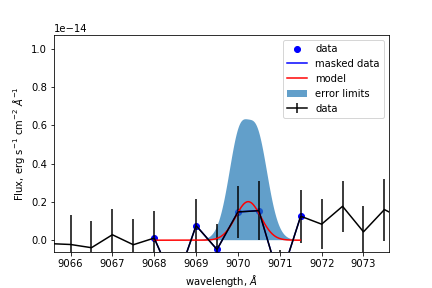 1e−14
Flux, erg s⁻¹ cm⁻² Å⁻¹
1.0
0.8
0.6
0.4
0.2
0.0
data
masked data
model
error limits
data
9066 9067 9068 9069 9070 9071 9072 9073
wavelength, Å